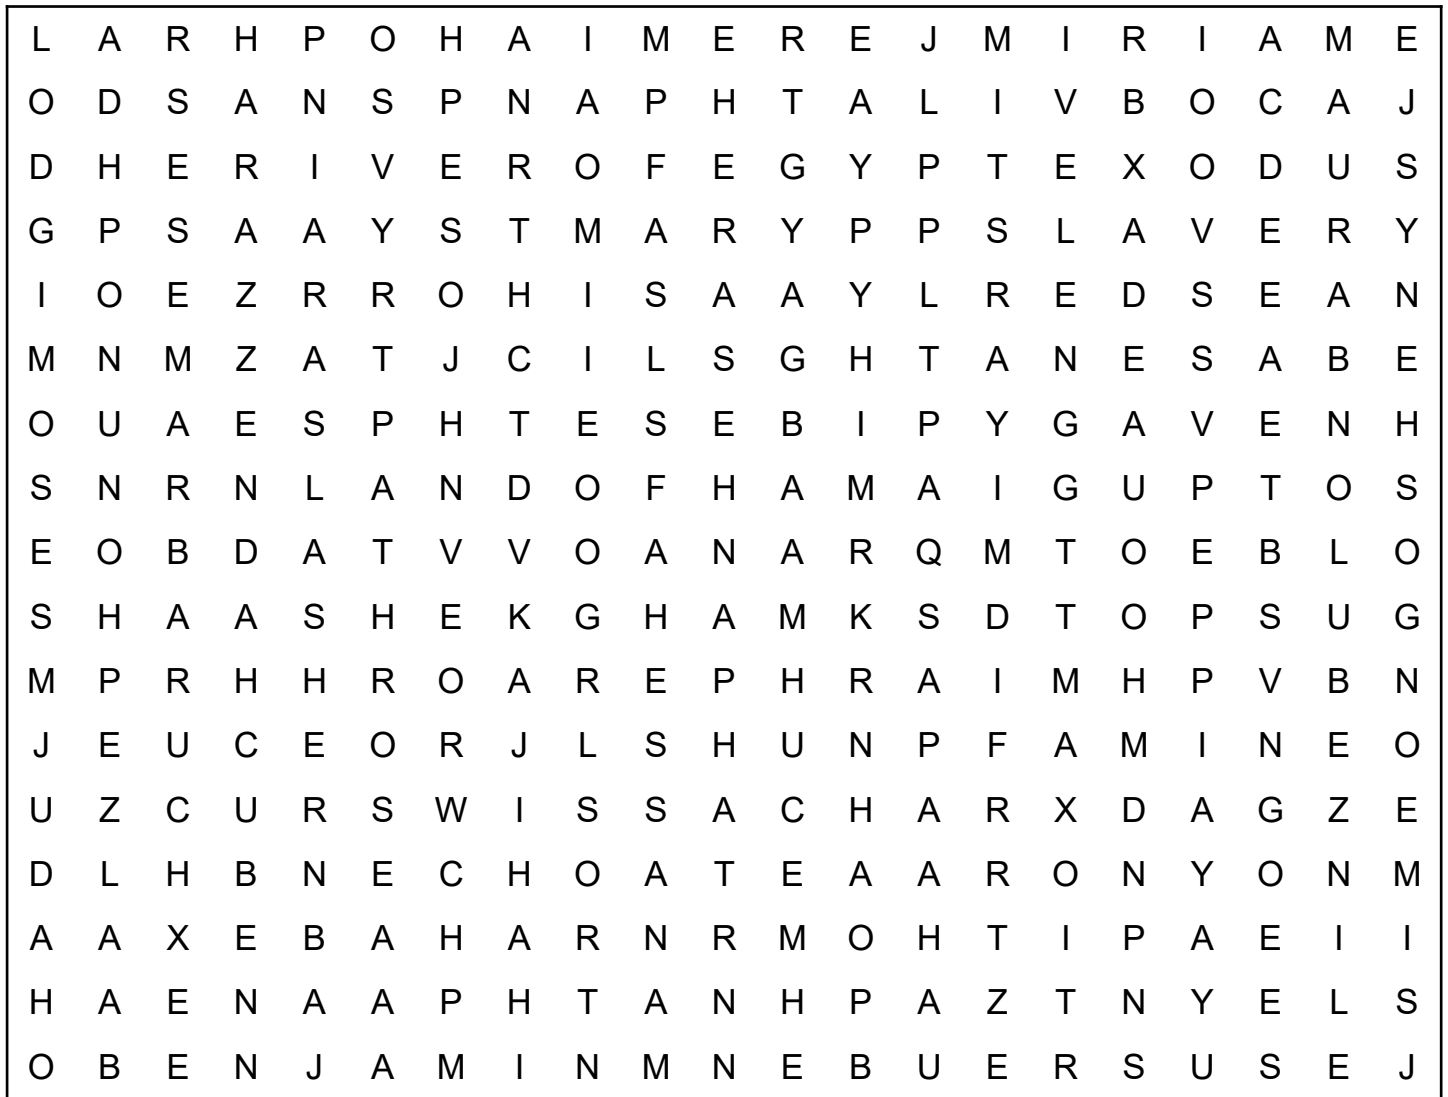 L A R H P O H A I M E R E J M I R I A M E
O D S A N S P N A P H T A L I V B O C A J
D H E R I V E R O F E G Y P T E X O D U S
G P S A A Y S T M A R Y P P S L A V E R Y
I O E Z R R O H I S A A Y L R E D S E A N
M N M Z A T J C I L S G H T A N E S A B E
O U A E S P H T E S E B I P Y G A V E N H
S N R N L A N D O F H A M A I G U P T O S
E O B D A T V V O A N A R Q M T O E B L O
S H A A S H E K G H A M K S D T O P S U G
M P R H H R O A R E P H R A I M H P V B N
J E U C E O R J L S H U N P F A M I N E O
U Z C U R S W I S S A C H A R X D A G Z E
D L H B N E C H O A T E A A R O N Y O N M
A A X E B A H A R N R M O H T I P A E I I
H A E N A A P H T A N H P A Z T N Y E L S
O B E N J A M I N M N E B U E R S U S E J